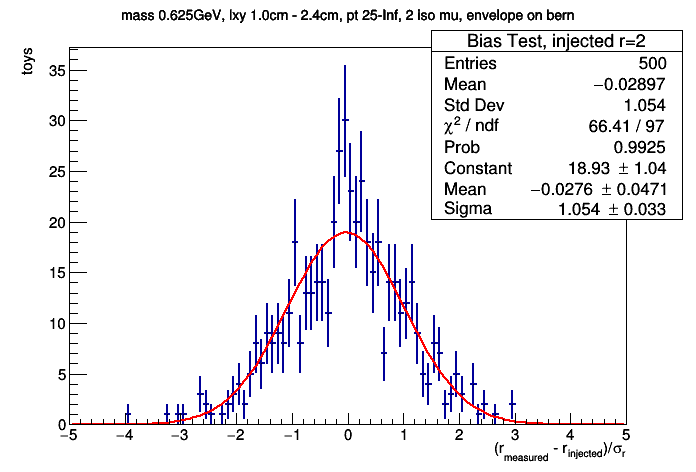 mass 0.625GeV, lxy 1.0cm - 2.4cm, pt 25-Inf, 2 iso mu, envelope on bern
Bias Test, injected r=2
Entries 500
Mean −0.02897
Std Dev 1.054
χ² / ndf 66.41 / 97
Prob 0.9925
Constant 18.93 ± 1.04
Mean −0.0276 ± 0.0471
Sigma 1.054 ± 0.033
toys
35
30
25
20
15
10
5
0
−5 −4 −3 −2 −1 0 1 2 3 4 5
(r_measured - r_injected)/σ_r